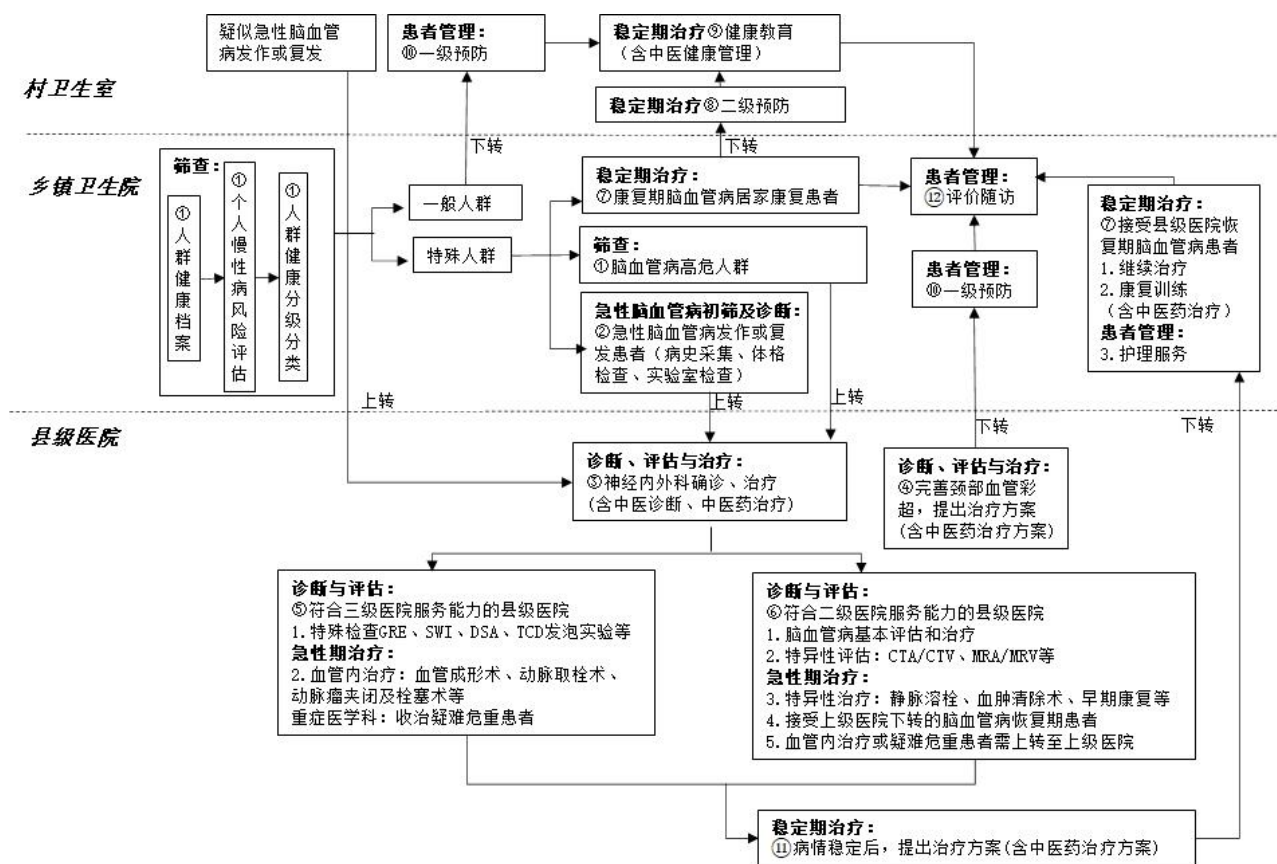 疑似急性脑血管
病发作或复发
患者管理：
⑩一级预防
稳定期治疗⑨健康教育
(含中医健康管理)
村卫生室
稳定期治疗⑧二级预防
下转
下转
乡镇卫生院
筛查：
①人群健康档案
①个人慢性病风险评估
①人群健康分级分类
一般人群
特殊人群
稳定期治疗：
⑦康复期脑血管病居家康复患者
筛查：
①脑血管病高危人群
急性脑血管病初筛及诊断：
②急性脑血管病发作或复
发患者（病史采集、体格
检查、实验室检查）
患者管理：
⑫评价随访
患者管理：
⑩一级预防
稳定期治疗：
⑦接受县级医院恢
复期脑血管病患者
1.继续治疗
2.康复训练
（含中医药治疗）
患者管理：
3.护理服务
上转
上转
上转
下转
下转
县级医院
诊断、评估与治疗：
③神经内外科确诊、治疗
(含中医诊断、中医药治疗)
诊断、评估与治疗：
④完善颈部血管彩
超，提出治疗方案
(含中医药治疗方案)
诊断与评估：
⑤符合三级医院服务能力的县级医院
1.特殊检查GRE、SWI、DSA、TCD发泡实验等
急性期治疗：
2.血管内治疗：血管成形术、动脉取栓术、
动脉瘤夹闭及栓塞术等
重症医学科：收治疑难危重患者
诊断与评估：
⑥符合二级医院服务能力的县级医院
1.脑血管病基本评估和治疗
2.特异性评估：CTA/CTV、MRA/MRV等
急性期治疗：
3.特异性治疗：静脉溶栓、血肿清除术、早期康复等
4.接受上级医院下转的脑血管病恢复期患者
5.血管内治疗或疑难危重患者需上转至上级医院
稳定期治疗：
⑪病情稳定后，提出治疗方案(含中医药治疗方案)